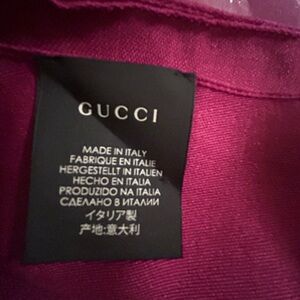 GUCCI
MADE IN ITALY
FABRIQUE EN ITALIE
HERGESTELLT IN ITALIEN
HECHO EN ITALIA
PRODUZIDO NA ITALIA
СДЕЛАНО В ИТАЛИИ
イタリア製
产地:意大利